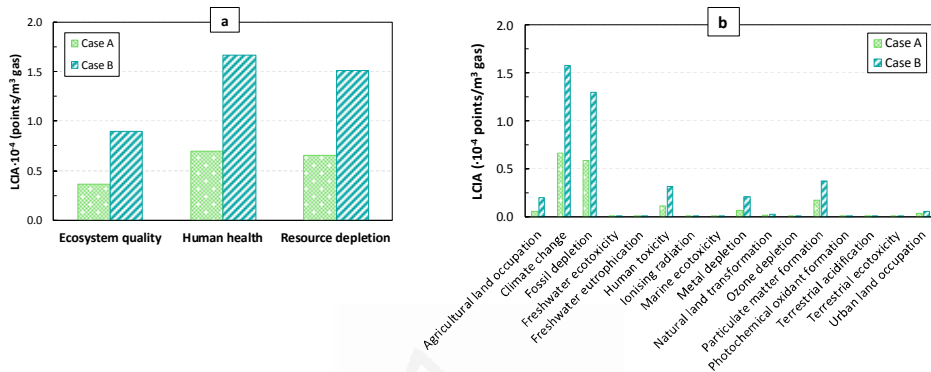 a
2.0
1.5
1.0
0.5
0.0
LCIA·10⁻⁴ (points/m³ gas)
Case A
Case B
Ecosystem quality
Human health
Resource depletion
b
2.0
1.5
1.0
0.5
0.0
LCIA (·10⁻⁴ points/m³ gas)
Case A
Case B
Agricultural land occupation
Climate change
Fossil depletion
Freshwater ecotoxicity
Freshwater eutrophication
Human toxicity
Ionising radiation
Marine ecotoxicity
Metal depletion
Natural land transformation
Ozone depletion
Particulate matter formation
Photochemical oxidant formation
Terrestrial acidification
Terrestrial ecotoxicity
Urban land occupation